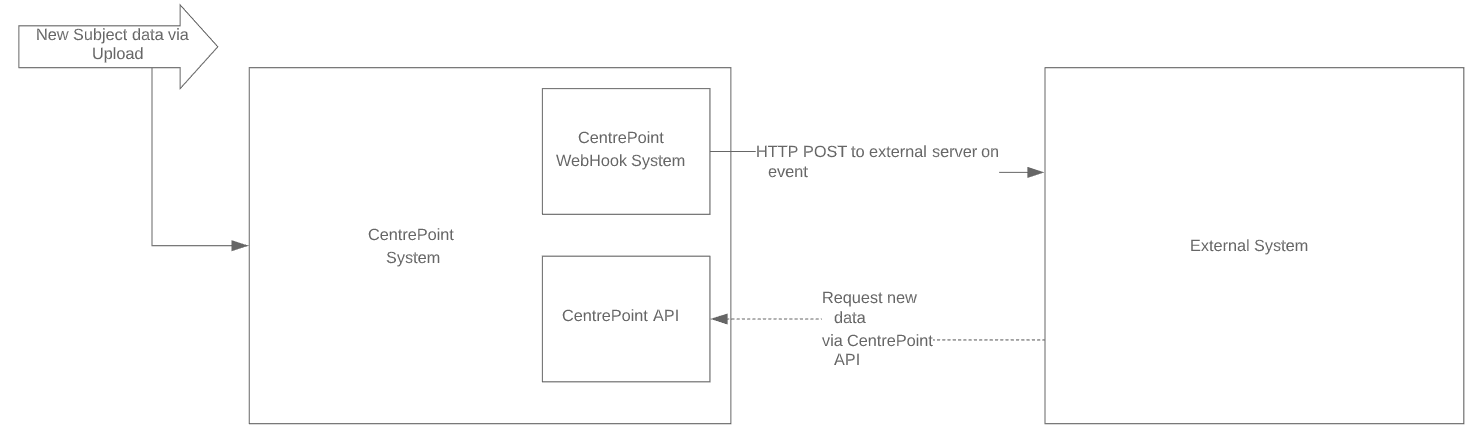 New Subject data via
Upload
CentrePoint
WebHook System
HTTP POST to external server on
event
CentrePoint
System
External System
CentrePoint API
Request new
data
via CentrePoint
API